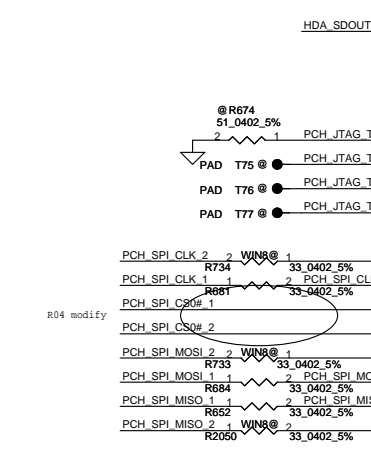 HDA_SDOUT
@ R674
51_0402_5%
2 1 PCH_JTAG_T
PAD T75 @ PCH_JTAG_T
PAD T76 @ PCH_JTAG_T
PAD T77 @ PCH_JTAG_T
PCH_SPI_CLK_2 2 WIN8@ 1
R734 33_0402_5%
PCH_SPI_CLK_1 1 2 PCH_SPI_CL
R681 33_0402_5%
PCH_SPI_CS0#_1
R04 modify
PCH_SPI_CS0#_2
PCH_SPI_MOSI_2 2 WIN8@ 1
R733 33_0402_5%
PCH_SPI_MOSI_1 1 2 PCH_SPI_MO
R684 33_0402_5%
PCH_SPI_MISO_1 1 2 PCH_SPI_MIS
R652 33_0402_5%
PCH_SPI_MISO_2 1 WIN8@ 2
R2050 33_0402_5%